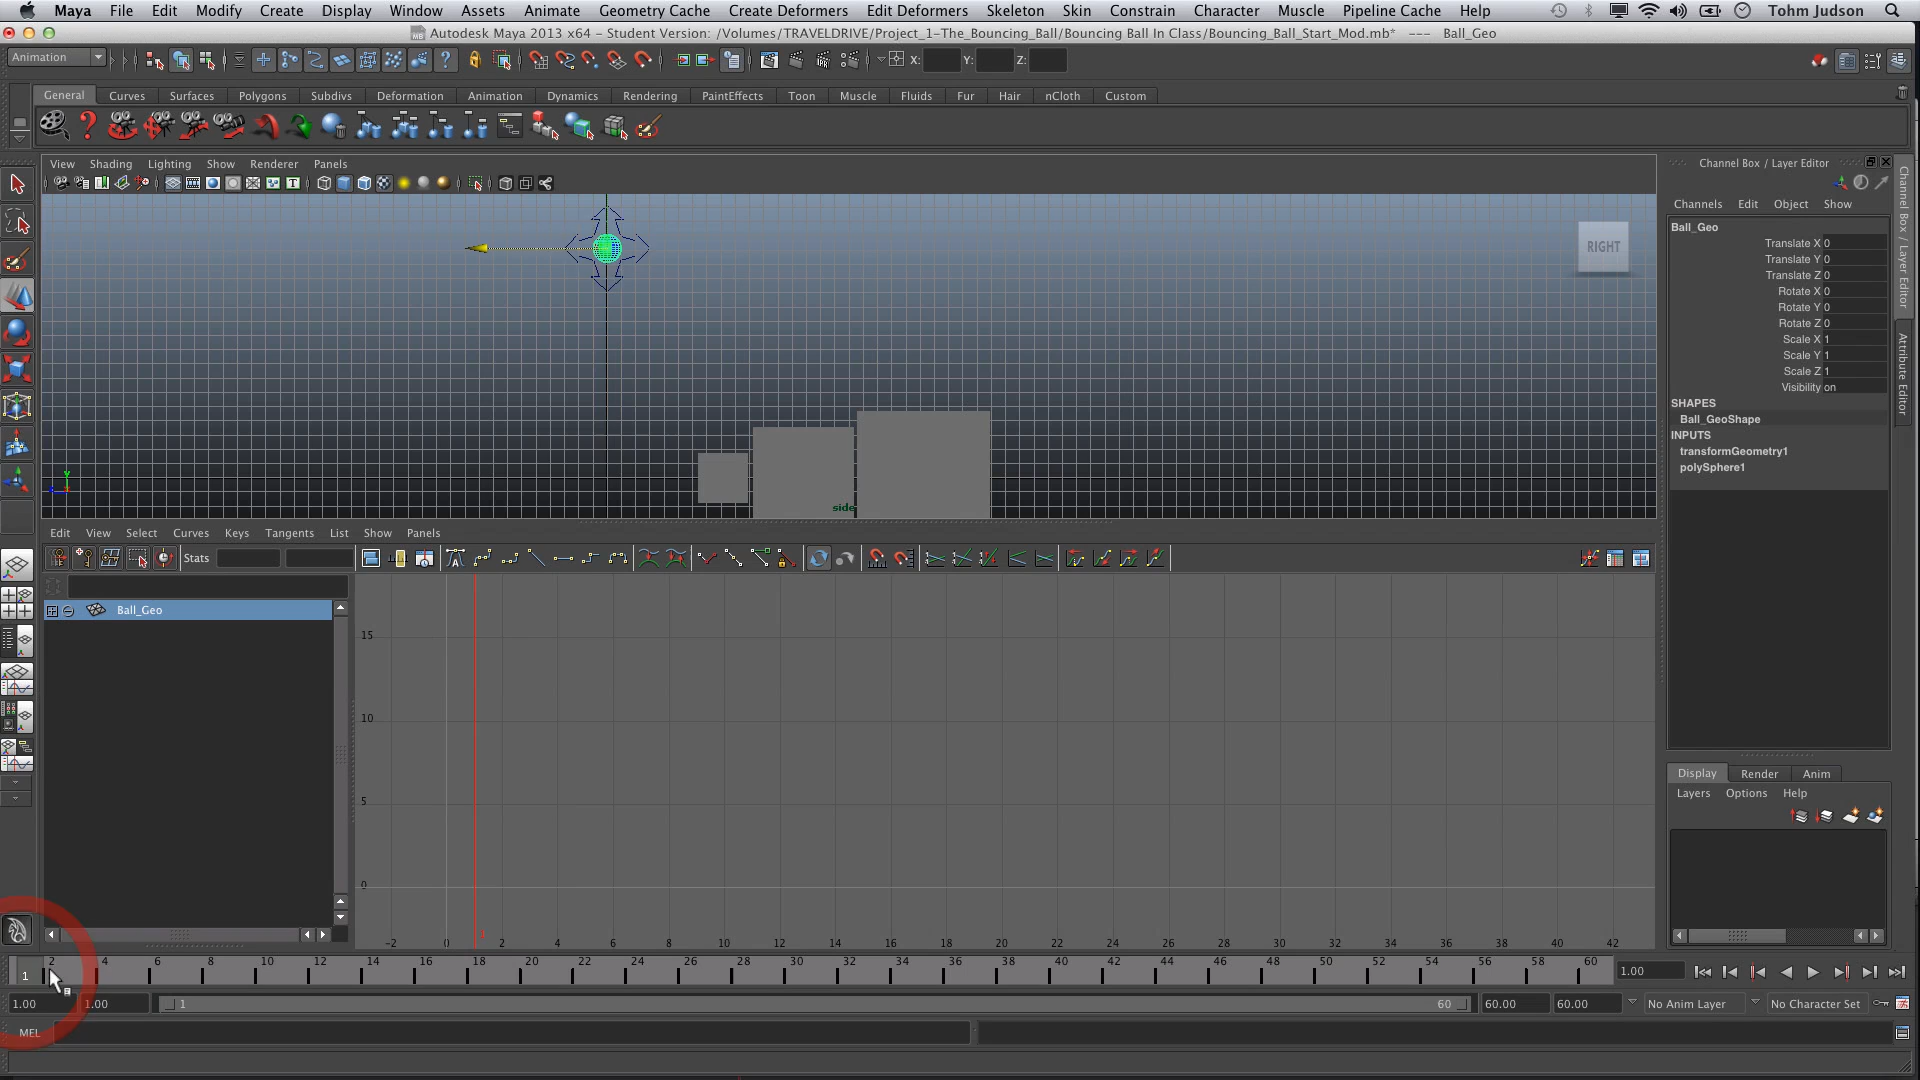 Maya File Edit Modify Create Display Window Assets Animate Geometry Cache Create Deformers Edit Deformers Skeleton Skin Constrain Character Muscle Pipeline Cache Help Tohm Judson
Autodesk Maya 2013 x64 – Student Version: /Volumes/TRAVELDRIVE/Project_1-The_Bouncing_Ball/Bouncing Ball In Class/Bouncing_Ball_Start_Mod.mb* --- Ball_Geo
Animation X: Y: Z:
General Curves Surfaces Polygons Subdivs Deformation Animation Dynamics Rendering PaintEffects Toon Muscle Fluids Fur Hair nCloth Custom
View Shading Lighting Show Renderer Panels
RIGHT
side
Edit View Select Curves Keys Tangents List Show Panels
Stats
Ball_Geo
15
10
5
0
-2 0 2 4 6 8 10 12 14 16 18 20 22 24 26 28 30 32 34 36 38 40 42
Channel Box / Layer Editor
Channels Edit Object Show
Ball_Geo
Translate X 0
Translate Y 0
Translate Z 0
Rotate X 0
Rotate Y 0
Rotate Z 0
Scale X 1
Scale Y 1
Scale Z 1
Visibility on
SHAPES
Ball_GeoShape
INPUTS
transformGeometry1
polySphere1
Channel Box / Layer Editor
Attribute Editor
Display Render Anim
Layers Options Help
2 4 6 8 10 12 14 16 18 20 22 24 26 28 30 32 34 36 38 40 42 44 46 48 50 52 54 56 58 60
1 1.00
1.00 1.00 1 60 60.00 60.00 No Anim Layer No Character Set
MEL